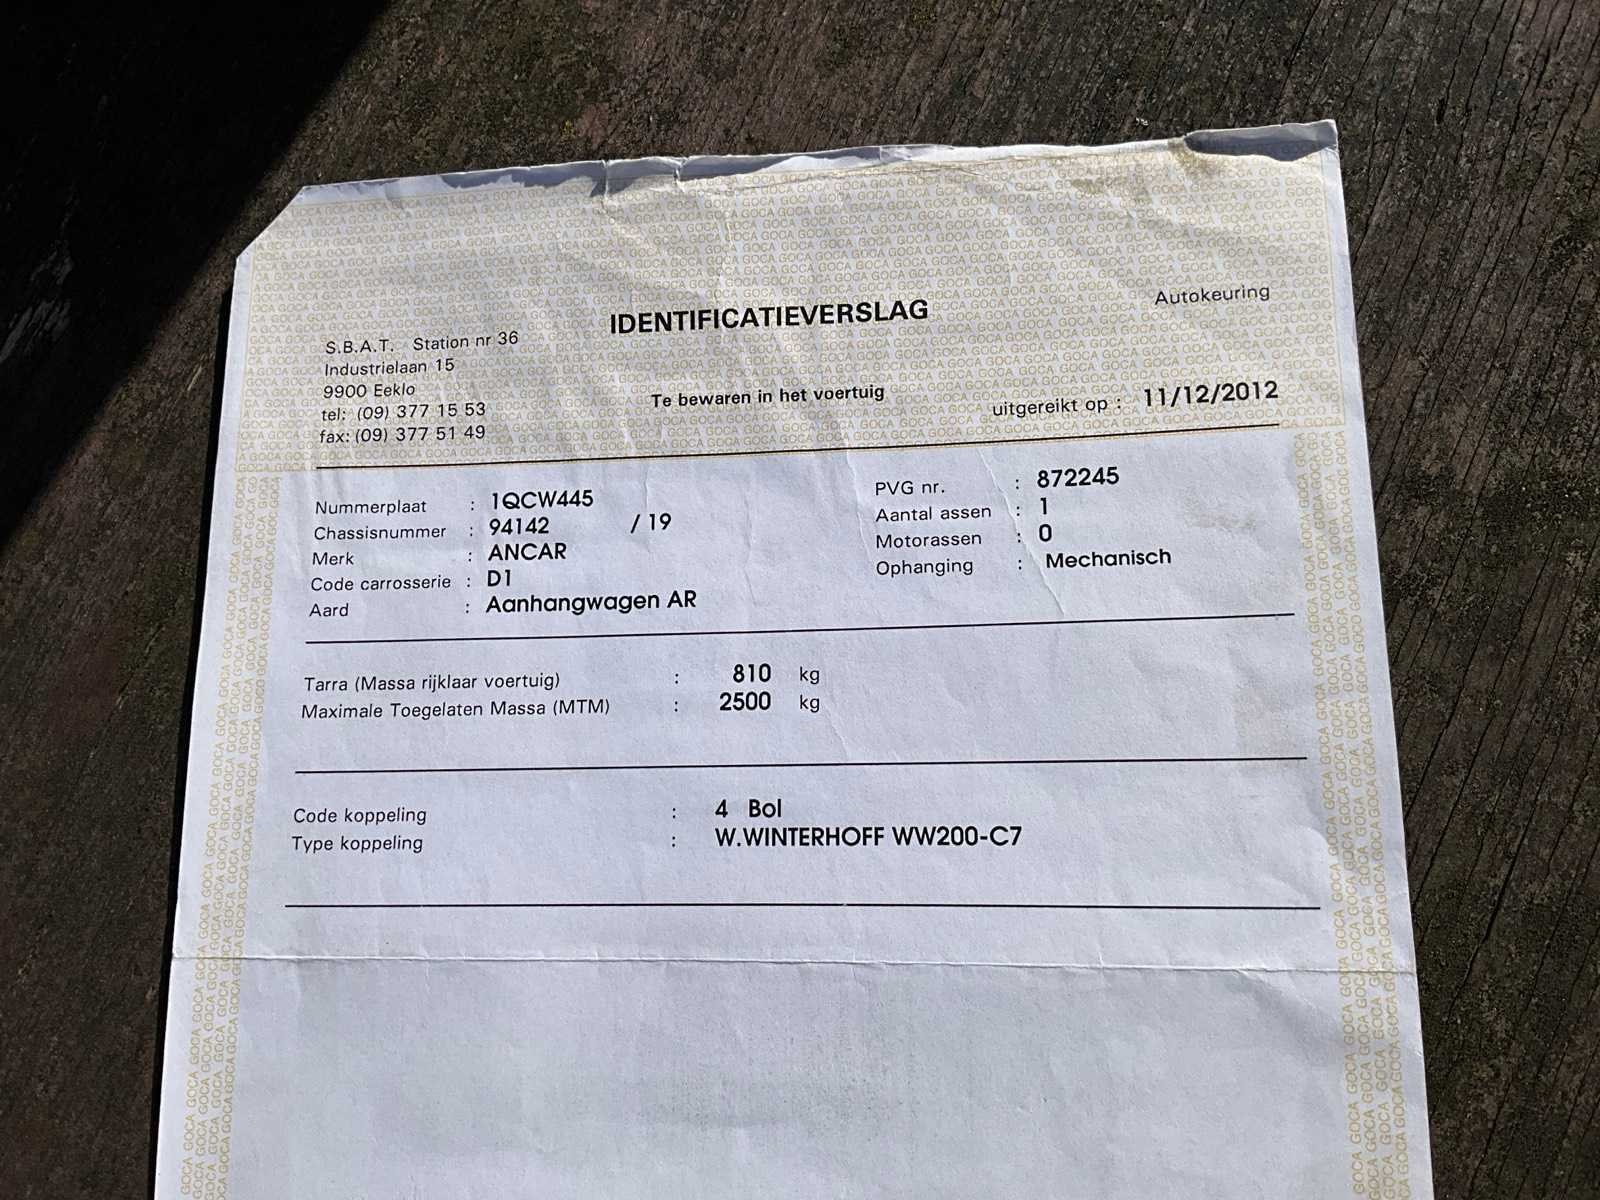 IDENTIFICATIEVERSLAG
Autokeuring
S.B.A.T. Station nr 36
Industrielaan 15
9900 Eeklo
tel: (09) 377 15 53
fax: (09) 377 51 49
Te bewaren in het voertuig
uitgereikt op : 11/12/2012
Nummerplaat : 1QCW445
Chassisnummer : 94142 / 19
Merk : ANCAR
Code carrosserie : D1
Aard : Aanhangwagen AR
PVG nr. : 872245
Aantal assen : 1
Motorassen : 0
Ophanging : Mechanisch
Tarra (Massa rijklaar voertuig) : 810 kg
Maximale Toegelaten Massa (MTM) : 2500 kg
Code koppeling : 4 Bol
Type koppeling : W.WINTERHOFF WW200-C7